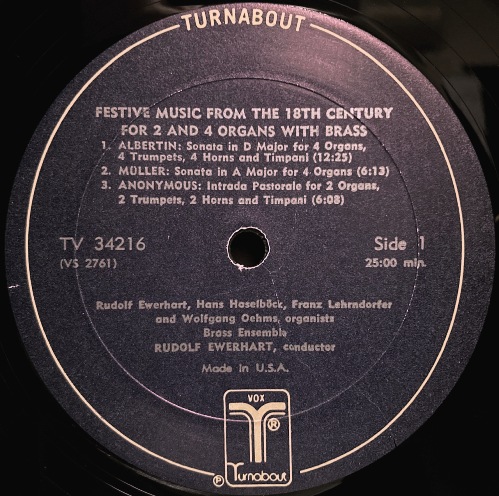 TURNABOUT
FESTIVE MUSIC FROM THE 18TH CENTURY
FOR 2 AND 4 ORGANS WITH BRASS
1. ALBERTIN: Sonata in D Major for 4 Organs,
4 Trumpets, 4 Horns and Timpani (12:25)
2. MÜLLER: Sonata in A Major for 4 Organs (6:13)
3. ANONYMOUS: Intrada Pastorale for 2 Organs,
2 Trumpets, 2 Horns and Timpani (6:08)
TV 34216
(VS 2761)
Side 1
25:00 min.
Rudolf Ewerhart, Hans Haselböck, Franz Lehrndorfer
and Wolfgang Oehms, organists
Brass Ensemble
RUDOLF EWERHART, conductor
Made in U.S.A.
VOX
T ®
℗ Turnabout